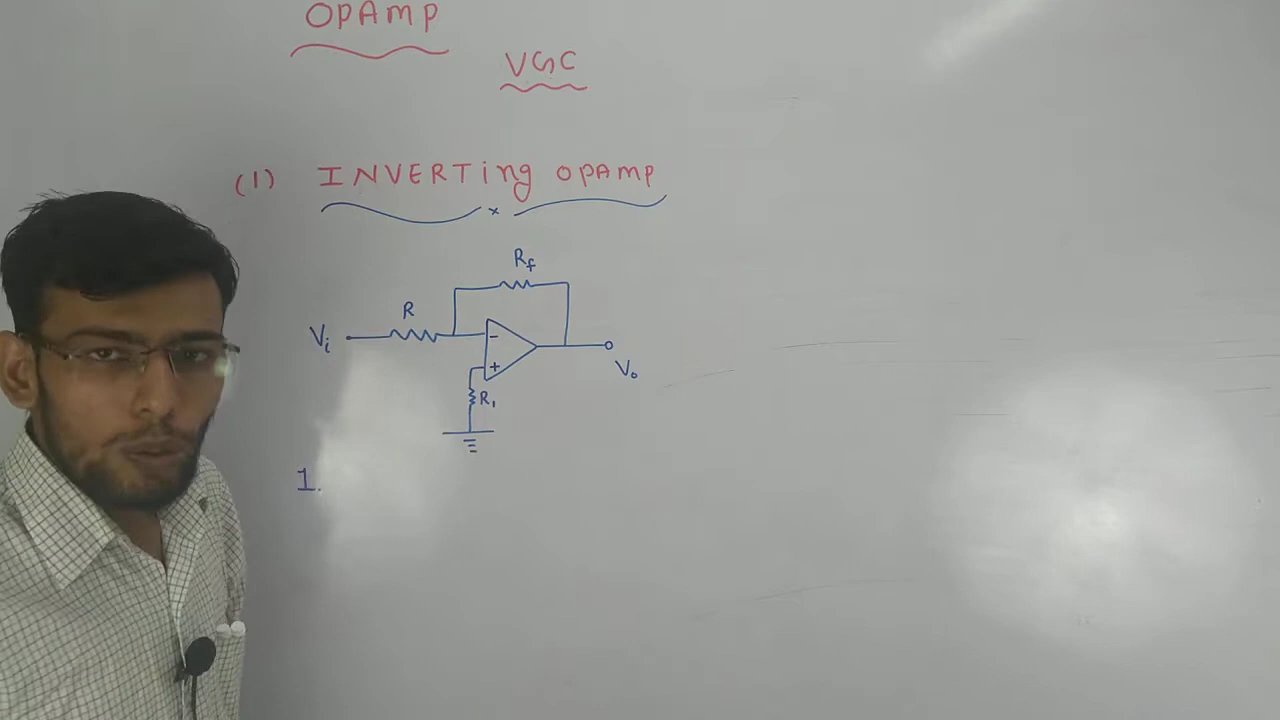 OPAMP
VGC
(1) INVERTing OPAMP
Rf
R
Vi
-
+
Vo
R1
1.